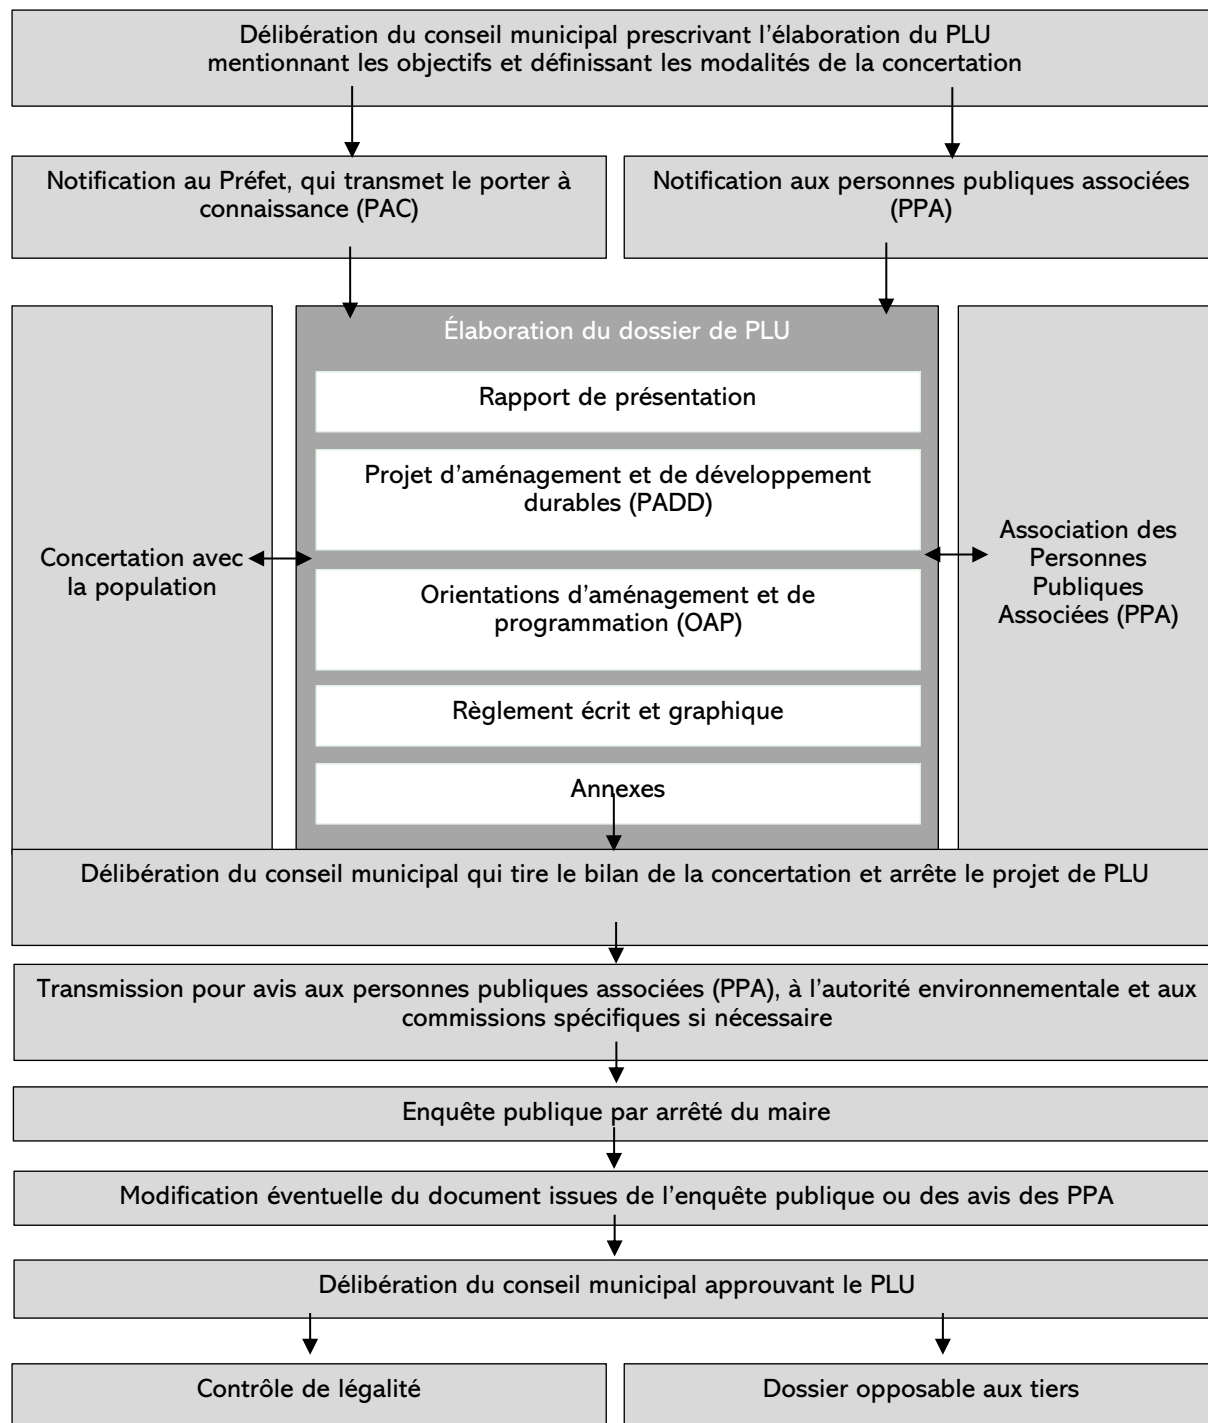 Délibération du conseil municipal prescrivant l’élaboration du PLU
mentionnant les objectifs et définissant les modalités de la concertation
Notification au Préfet, qui transmet le porter à
connaissance (PAC)
Notification aux personnes publiques associées
(PPA)
Élaboration du dossier de PLU
Rapport de présentation
Projet d’aménagement et de développement
durables (PADD)
Orientations d’aménagement et de
programmation (OAP)
Règlement écrit et graphique
Annexes
Concertation avec
la population
Association des
Personnes
Publiques
Associées (PPA)
Délibération du conseil municipal qui tire le bilan de la concertation et arrête le projet de PLU
Transmission pour avis aux personnes publiques associées (PPA), à l’autorité environnementale et aux
commissions spécifiques si nécessaire
Enquête publique par arrêté du maire
Modification éventuelle du document issues de l’enquête publique ou des avis des PPA
Délibération du conseil municipal approuvant le PLU
Contrôle de légalité
Dossier opposable aux tiers